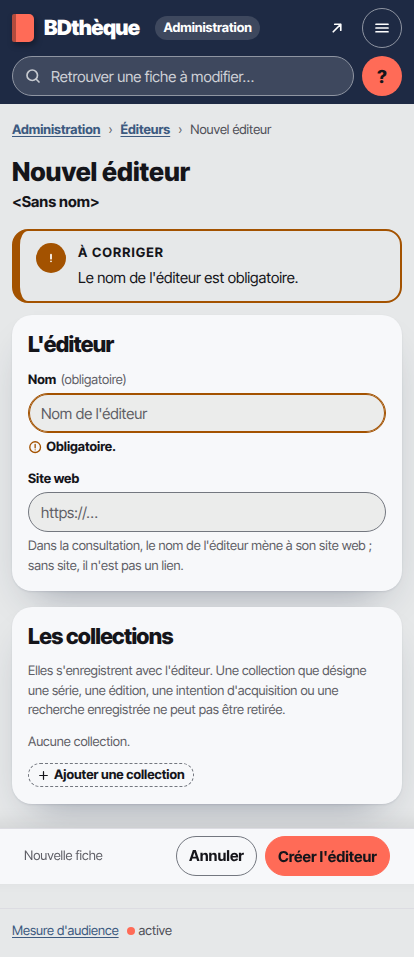 BDthèque Administration
Retrouver une fiche à modifier… ?
Administration › Éditeurs › Nouvel éditeur
Nouvel éditeur
<Sans nom>
! À CORRIGER
Le nom de l'éditeur est obligatoire.
L'éditeur
Nom (obligatoire)
Nom de l'éditeur
Obligatoire.
Site web
https://…
Dans la consultation, le nom de l'éditeur mène à son site web ;
sans site, il n'est pas un lien.
Les collections
Elles s'enregistrent avec l'éditeur. Une collection que désigne
une série, une édition, une intention d'acquisition ou une
recherche enregistrée ne peut pas être retirée.
Aucune collection.
+ Ajouter une collection
Nouvelle fiche Annuler Créer l'éditeur
Mesure d'audience active